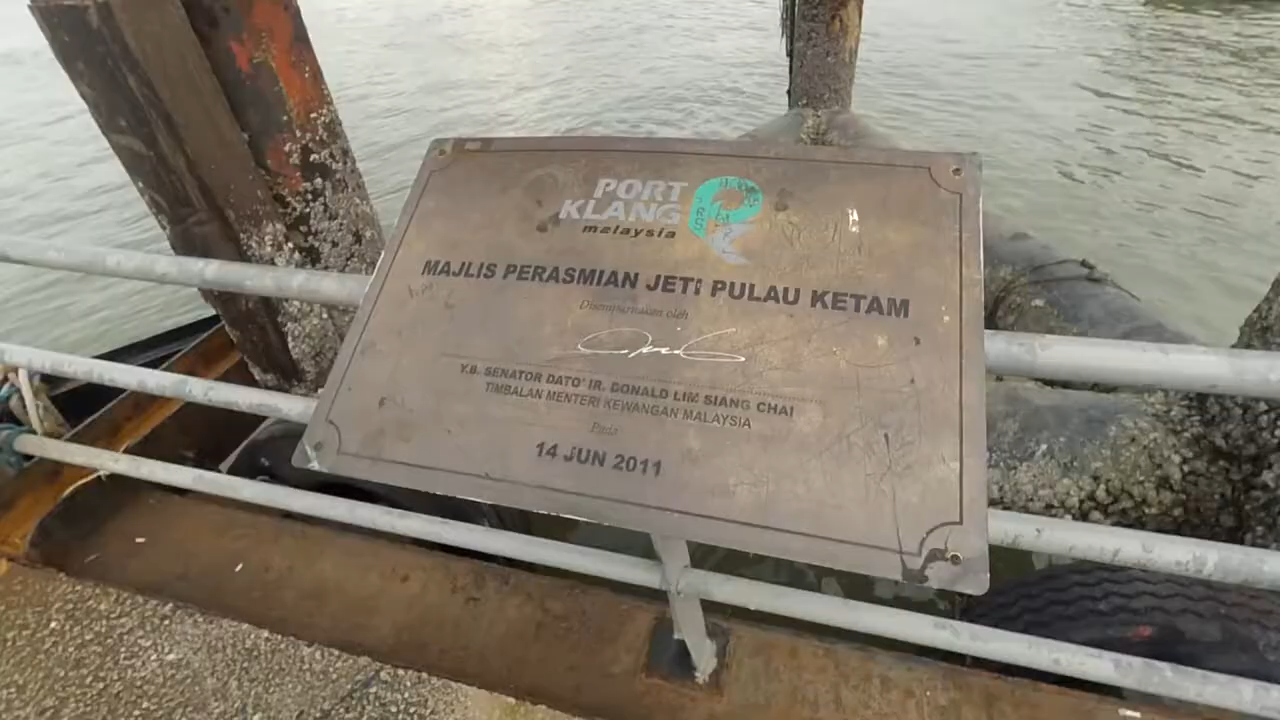 PORT
KLANG
malaysia
MAJLIS PERASMIAN JETI PULAU KETAM
Disempurnakan oleh
Y.B. SENATOR DATO' IR. DONALD LIM SIANG CHAI
TIMBALAN MENTERI KEWANGAN MALAYSIA
Pada
14 JUN 2011